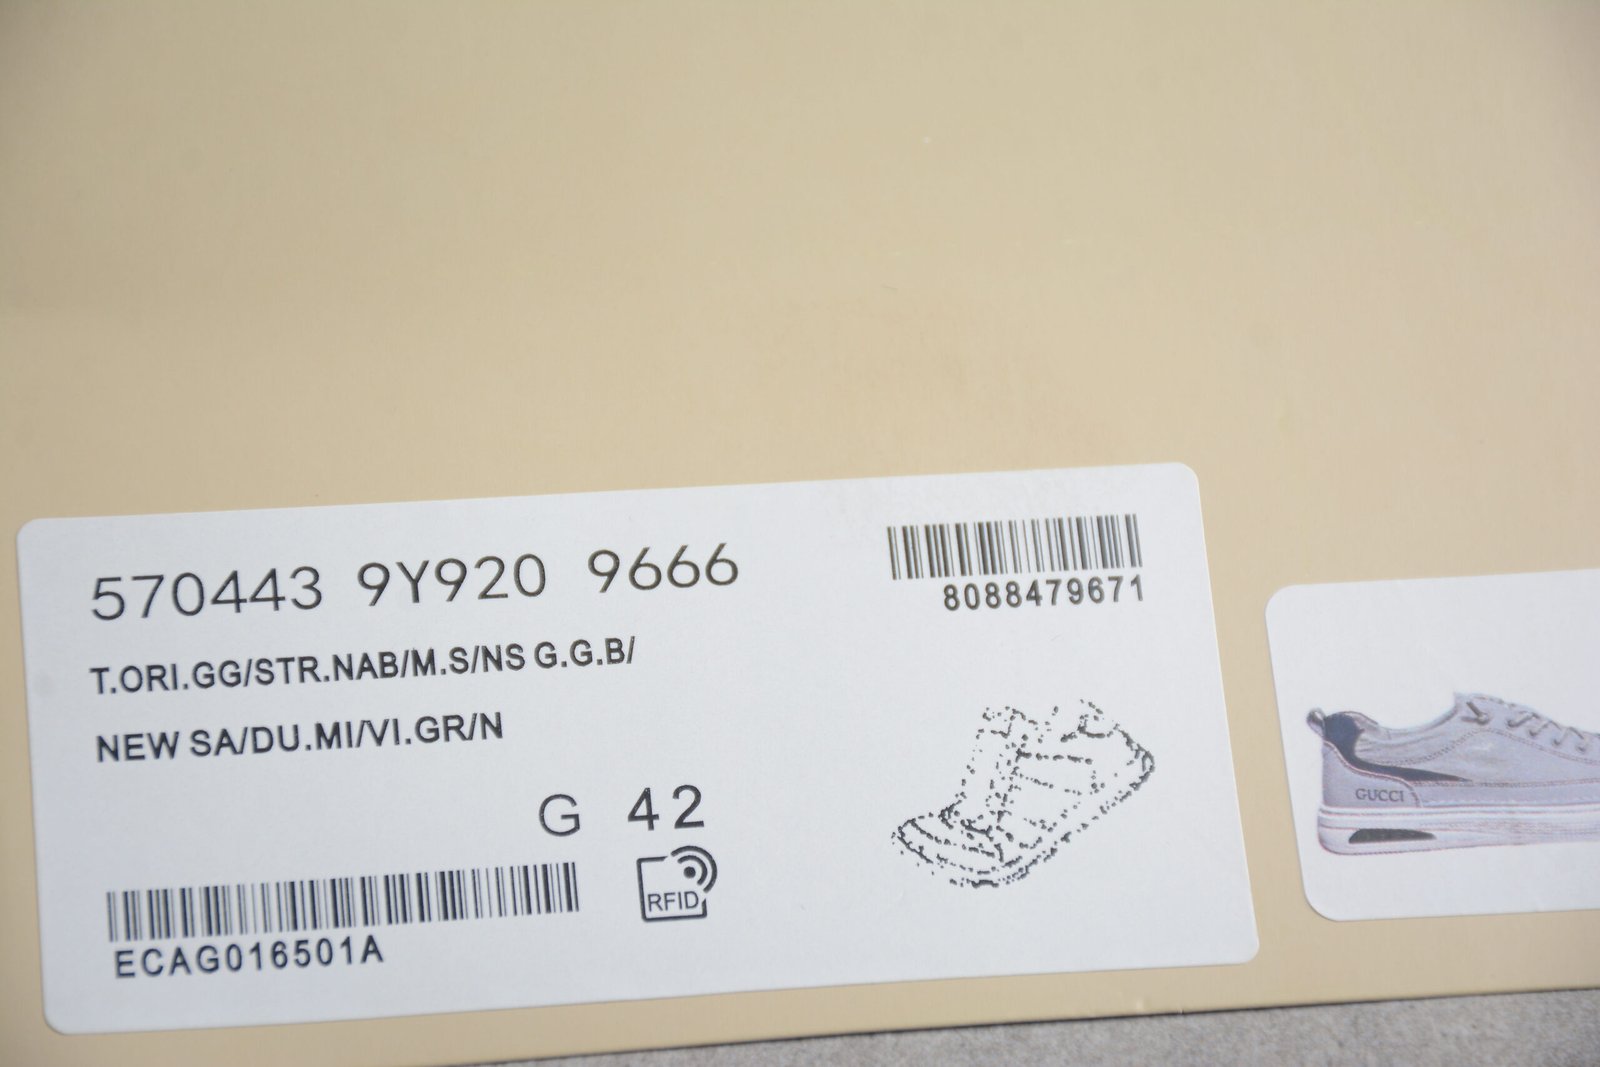 570443 9Y920 9666
8088479671
T.ORI.GG/STR.NAB/M.S/NS G.G.B/
NEW SA/DU.MI/VI.GR/N
G 42
RFID
ECAG016501A
GUCCI